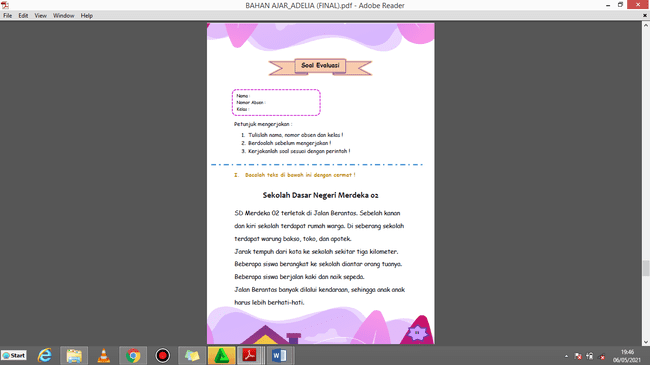 BAHAN AJAR_ADELIA (FINAL).pdf - Adobe Reader
File Edit View Window Help
Soal Evaluasi
Nama :
Nomor Absen :
Kelas :
Petunjuk mengerjakan :
1. Tulislah nama, nomor absen dan kelas !
2. Berdoalah sebelum mengerjakan !
3. Kerjakanlah soal sesuai dengan perintah !
I. Bacalah teks di bawah ini dengan cermat !
Sekolah Dasar Negeri Merdeka 02
SD Merdeka 02 terletak di Jalan Berantas. Sebelah kanan
dan kiri sekolah terdapat rumah warga. Di seberang sekolah
terdapat warung bakso, toko, dan apotek.
Jarak tempuh dari kota ke sekolah sekitar tiga kilometer.
Beberapa siswa berangkat ke sekolah diantar orang tuanya.
Beberapa siswa berjalan kaki dan naik sepeda.
Jalan Berantas banyak dilalui kendaraan, sehingga anak anak
harus lebih berhati-hati.
Start
19:46
06/05/2021